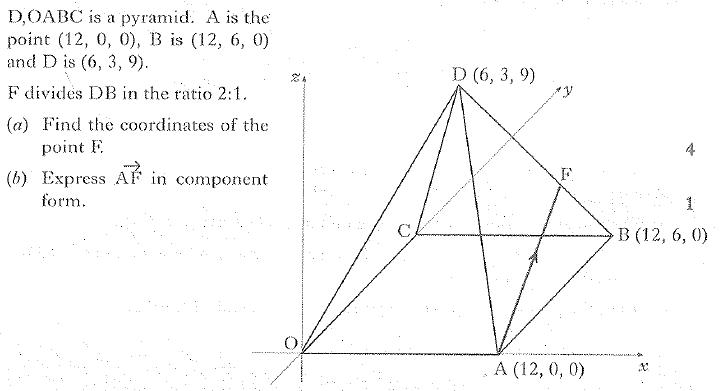 D,OABC is a pyramid. A is the
point (12, 0, 0), B is (12, 6, 0)
and D is (6, 3, 9).
F divides DB in the ratio 2:1.
(a) Find the coordinates of the
point F.
4
(b) Express AF in component
form.
1
z
D (6, 3, 9)
y
F
C
B (12, 6, 0)
O
A (12, 0, 0)
x